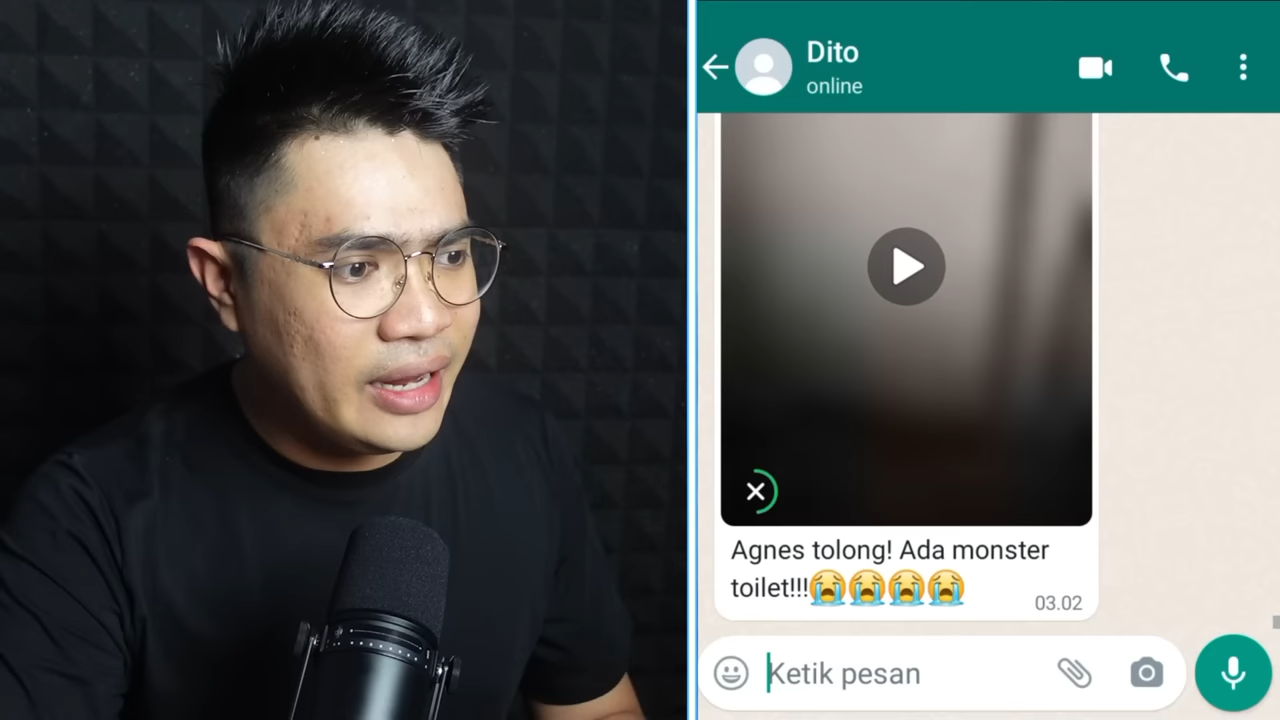 Dito
online
Agnes tolong! Ada monster
toilet!!!😭😭😭😭
03.02
Ketik pesan